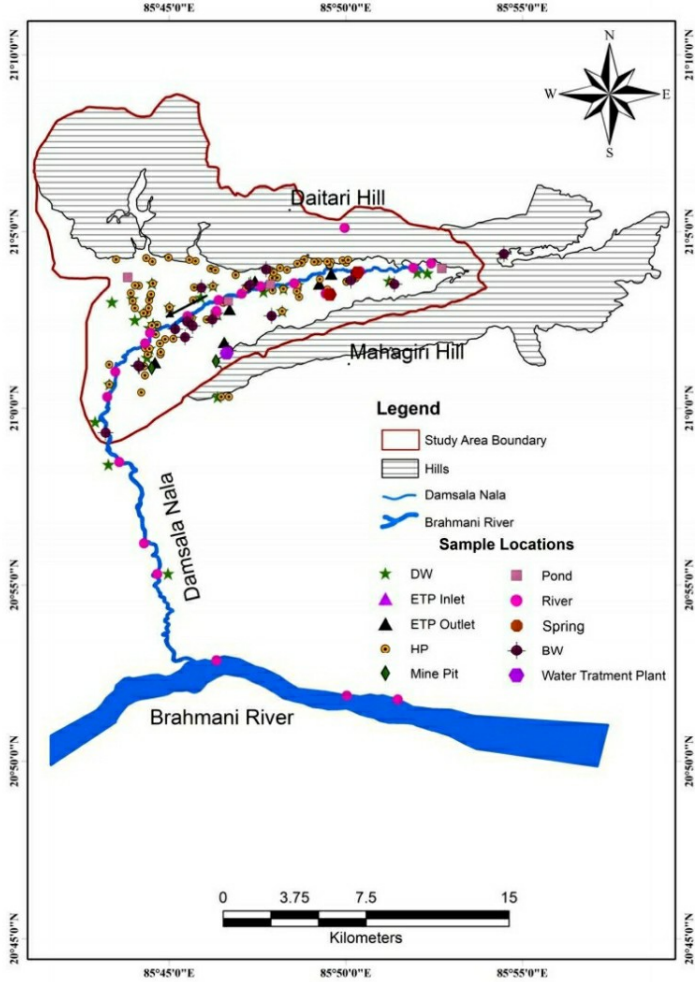 85°45'0"E 85°50'0"E 85°55'0"E
21°10'0"N 21°10'0"N
N
W E
S
Daitari Hill
21°5'0"N 21°5'0"N
Mahagiri Hill
21°0'0"N 21°0'0"N
Legend
Study Area Boundary
Hills
Damsala Nala
Brahmani River
Damsala Nala
Sample Locations
DW Pond
ETP Inlet River
ETP Outlet Spring
HP BW
Mine Pit Water Tratment Plant
20°55'0"N 20°55'0"N
Brahmani River
20°50'0"N 20°50'0"N
0 3.75 7.5 15
Kilometers
20°45'0"N 20°45'0"N
85°45'0"E 85°50'0"E 85°55'0"E